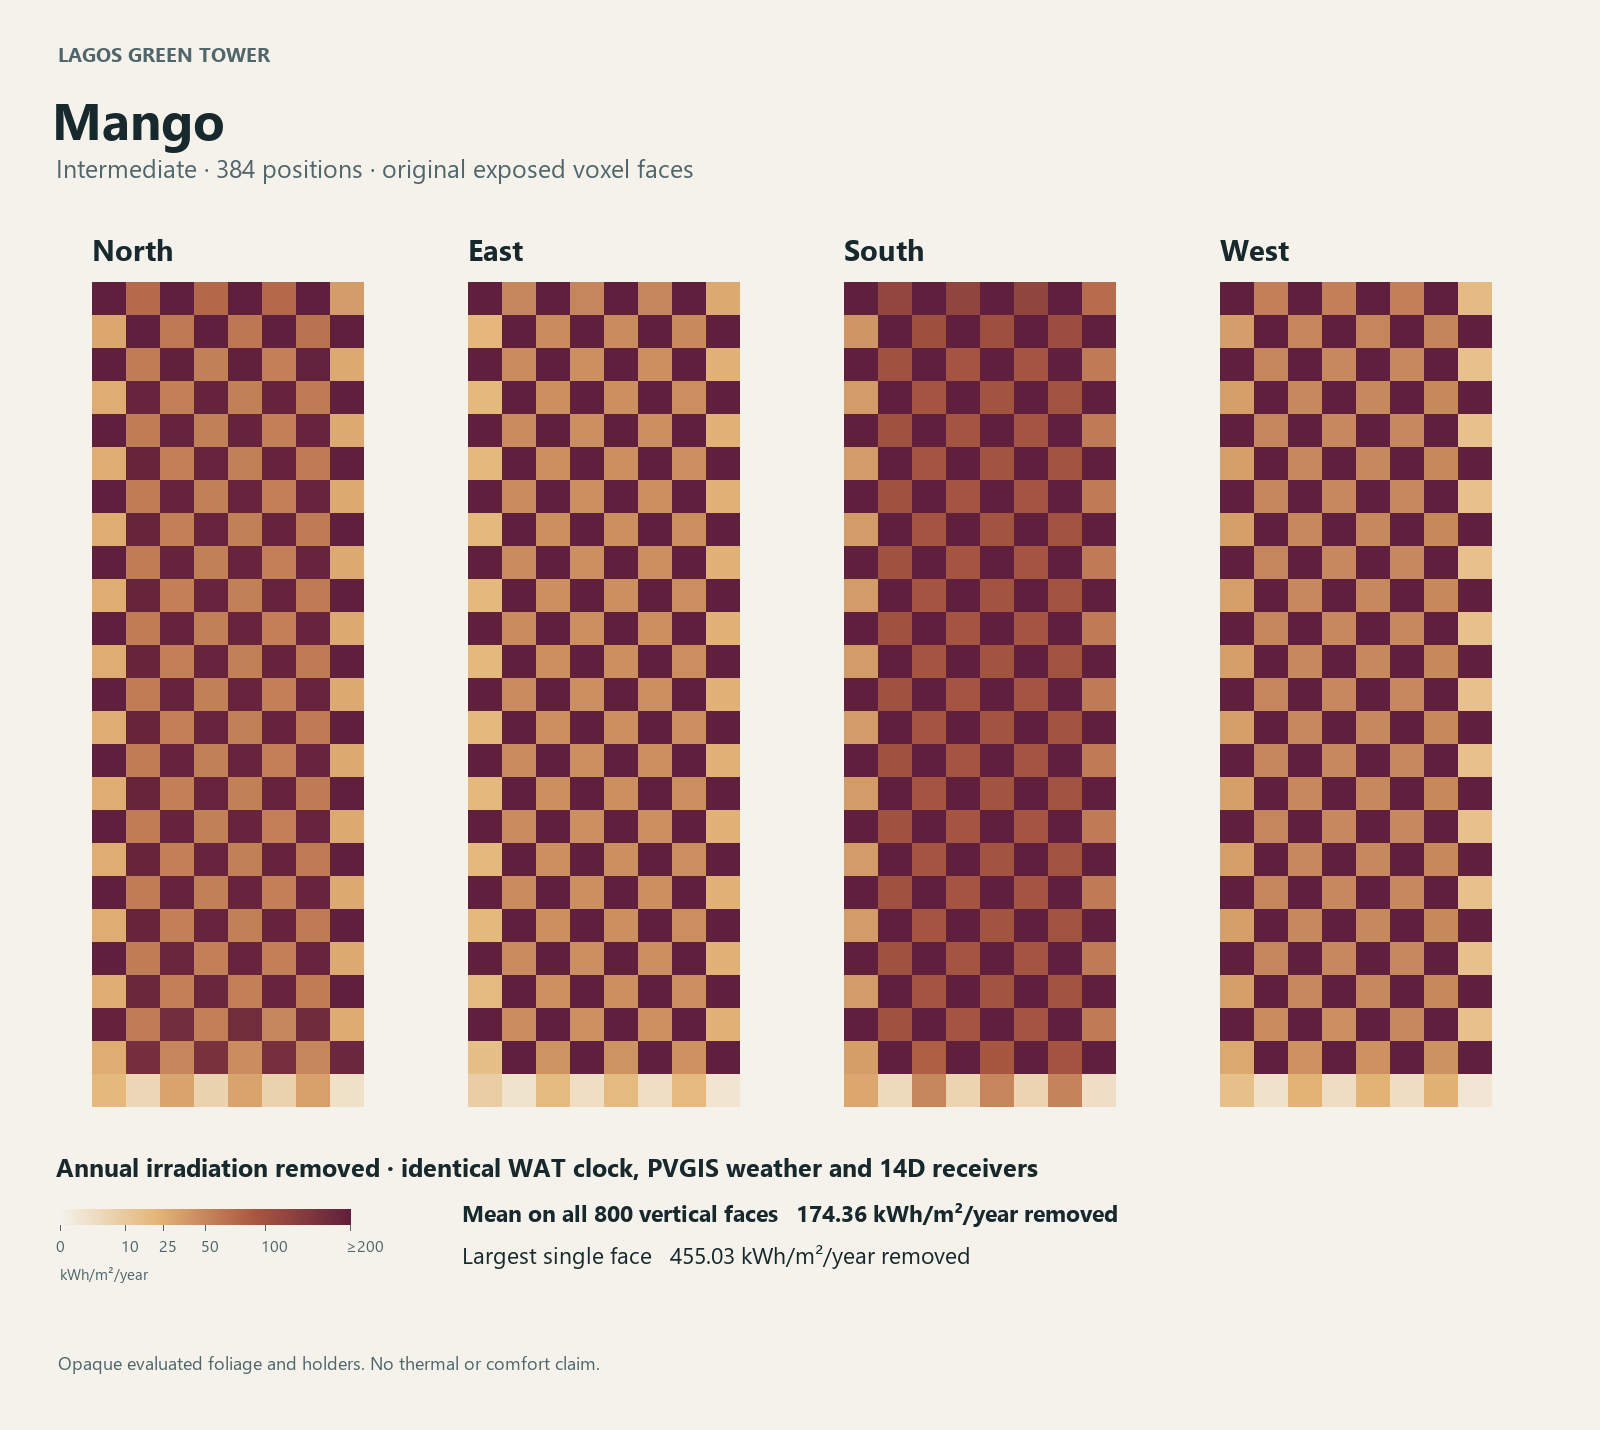 LAGOS GREEN TOWER
Mango
Intermediate · 384 positions · original exposed voxel faces
North East South West
Annual irradiation removed · identical WAT clock, PVGIS weather and 14D receivers
Mean on all 800 vertical faces 174.36 kWh/m²/year removed
0 10 25 50 100 ≥200
Largest single face 455.03 kWh/m²/year removed
kWh/m²/year
Opaque evaluated foliage and holders. No thermal or comfort claim.